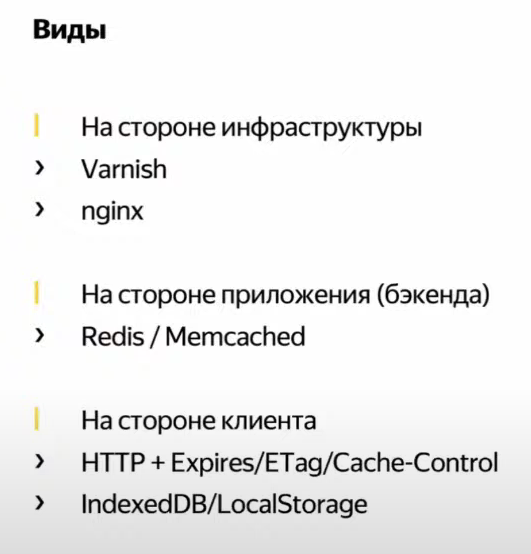 Виды
На стороне инфраструктуры
› Varnish
› nginx
На стороне приложения (бэкенда)
› Redis / Memcached
На стороне клиента
› HTTP + Expires/ETag/Cache-Control
› IndexedDB/LocalStorage